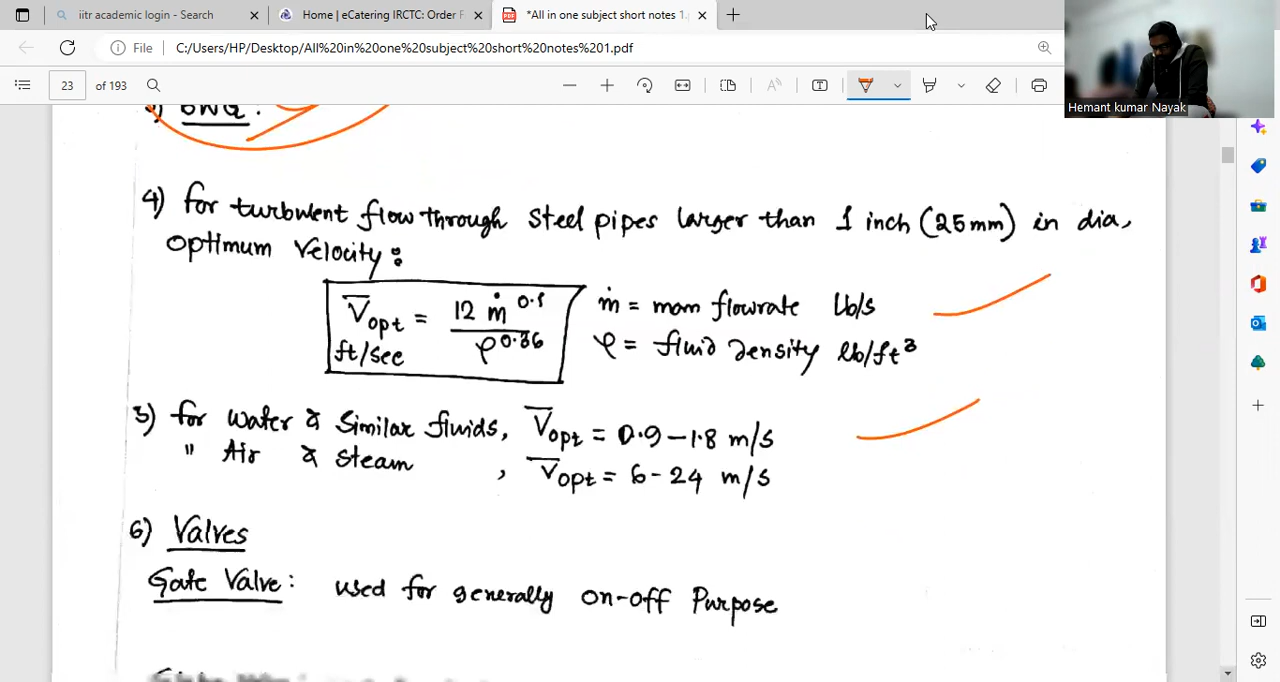 iitr academic login - Search
Home | eCatering IRCTC: Order F
*All in one subject short notes 1.p
File C:/Users/HP/Desktop/All%20in%20one%20subject%20short%20notes%201.pdf
23 of 193
Hemant kumar Nayak
4) for turbulent flow through steel pipes larger than 1 inch (25mm) in dia,
optimum Velocity:
V̅opt = 12 ṁ^0.1 / ρ^0.36
ft/sec
ṁ = mass flowrate lb/s
ρ = fluid density lb/ft³
5) for Water & Similar fluids, V̅opt = 0.9 – 1.8 m/s
" Air & steam , V̅opt = 6 - 24 m/s
6) Valves
Gate Valve: used for generally on-off Purpose